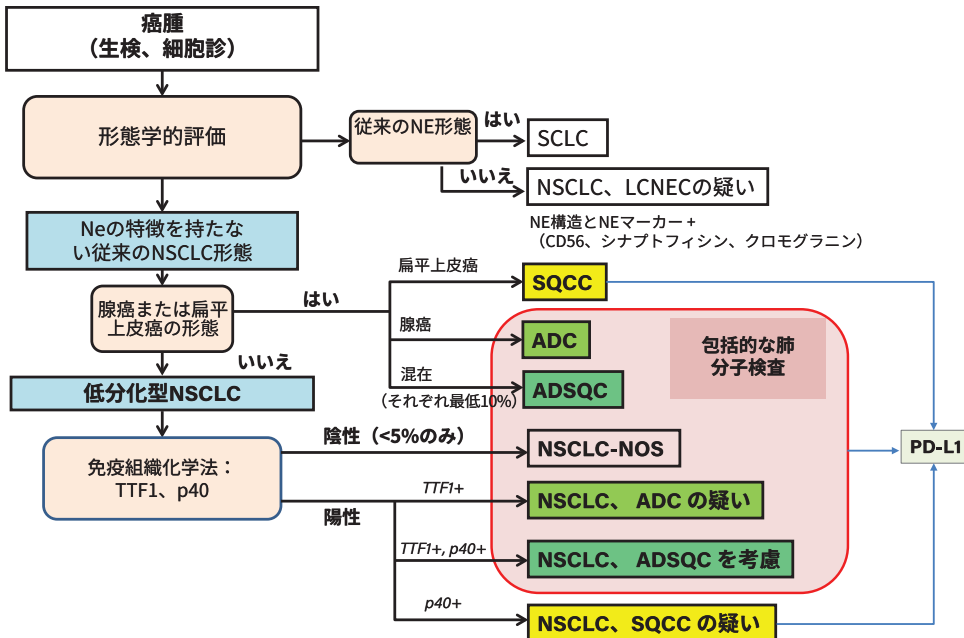 癌腫
（生検、細胞診）
形態学的評価
従来のNE形態
はい
SCLC
いいえ
NSCLC、LCNECの疑い
NE構造とNEマーカー +
（CD56、シナプトフィシン、クロモグラニン）
Neの特徴を持たな
い従来のNSCLC形態
腺癌または扁平
上皮癌の形態
はい
扁平上皮癌
SQCC
腺癌
ADC
混在
（それぞれ最低10%）
ADSQC
包括的な肺
分子検査
いいえ
低分化型NSCLC
免疫組織化学法：
TTF1、p40
陰性（<5%のみ）
NSCLC-NOS
PD-L1
陽性
TTF1+
NSCLC、 ADC の疑い
TTF1+, p40+
NSCLC、 ADSQC を考慮
p40+
NSCLC、SQCC の疑い